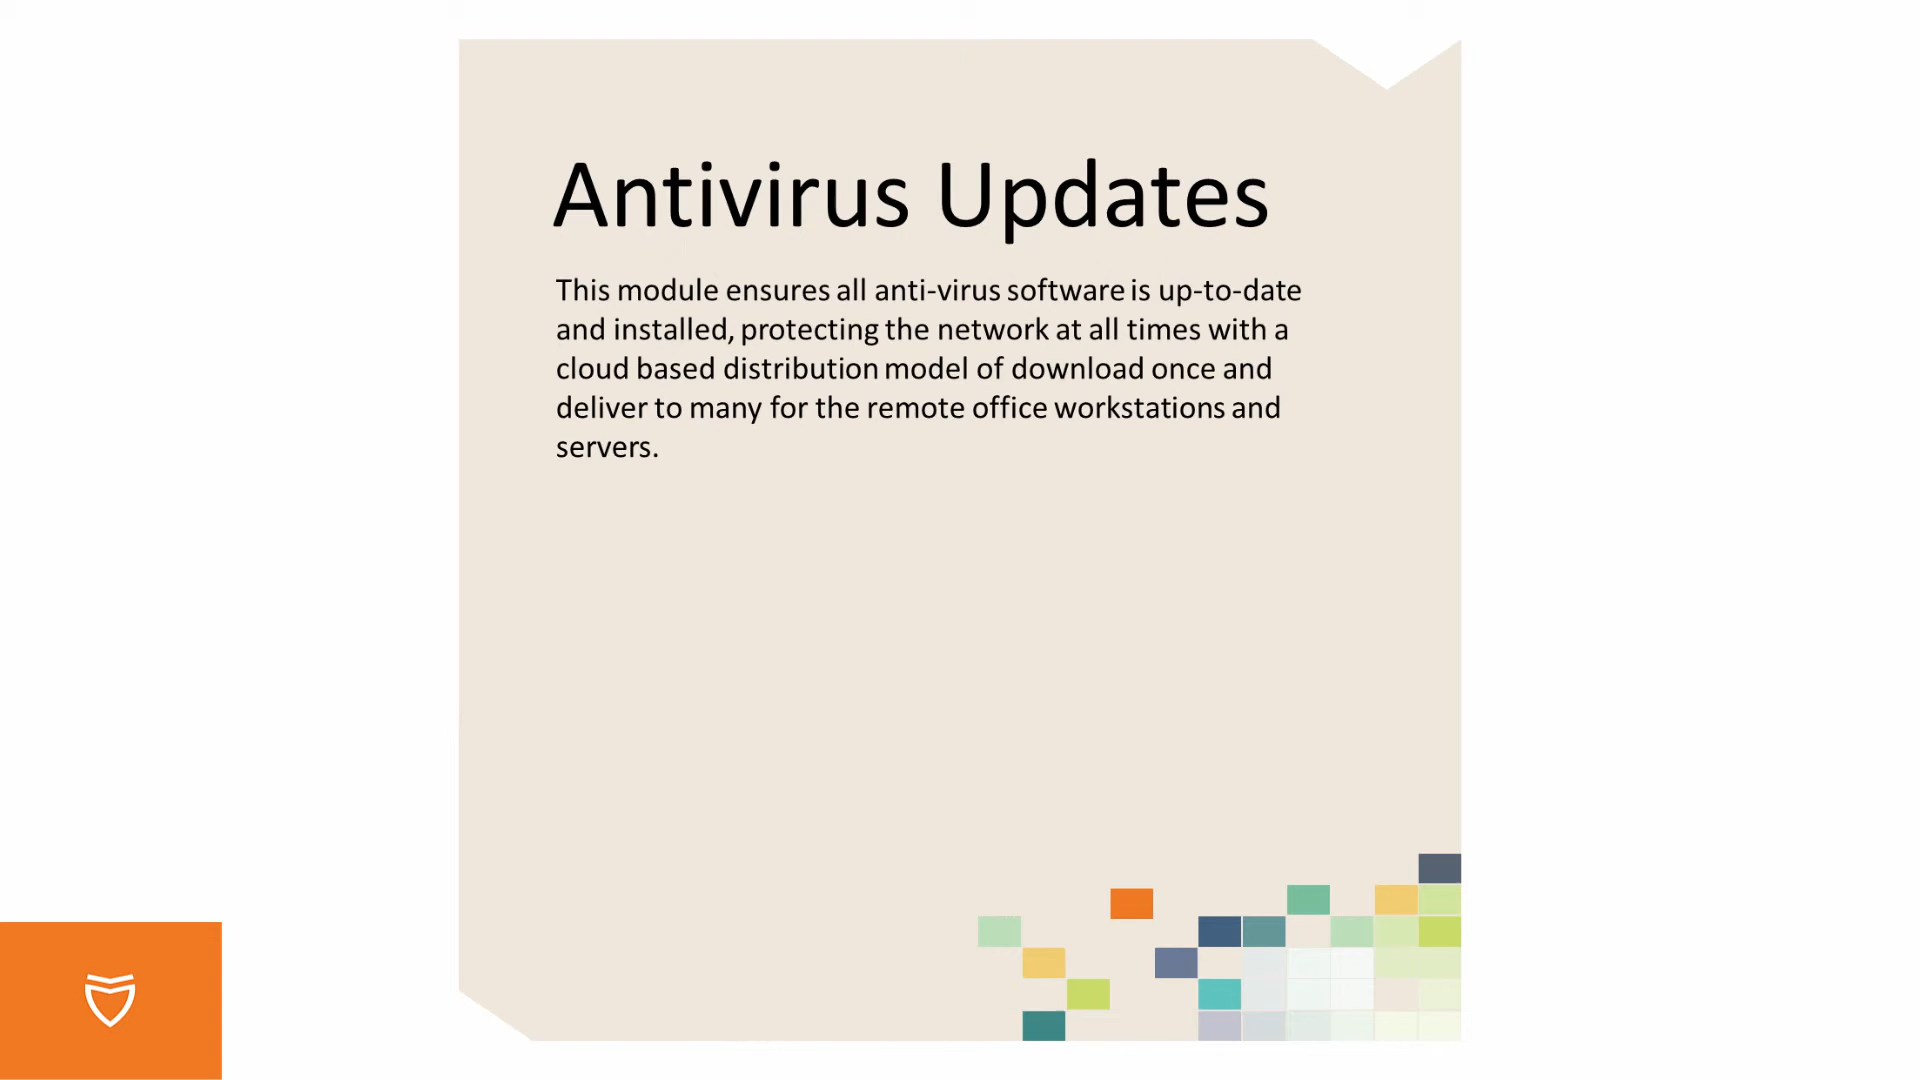 Antivirus Updates
This module ensures all anti-virus software is up-to-date
and installed, protecting the network at all times with a
cloud based distribution model of download once and
deliver to many for the remote office workstations and
servers.